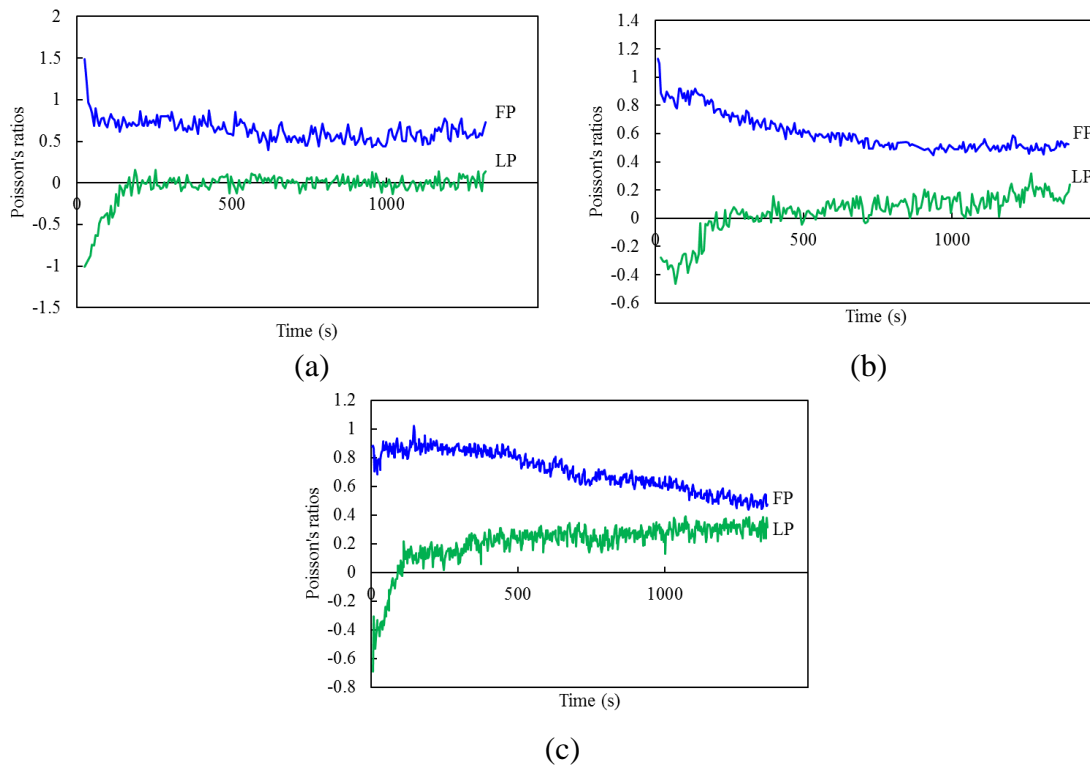 2
1.5
1
0.5
0
-0.5
-1
-1.5
0 500 1000
Poisson's ratios
Time (s)
FP
LP
(a)
1.4
1.2
1
0.8
0.6
0.4
0.2
0
-0.2
-0.4
-0.6
0 500 1000
Poisson's ratios
Time (s)
FP
LP
(b)
1.2
1
0.8
0.6
0.4
0.2
0
-0.2
-0.4
-0.6
-0.8
0 500 1000
Poisson's ratios
Time (s)
FP
LP
(c)